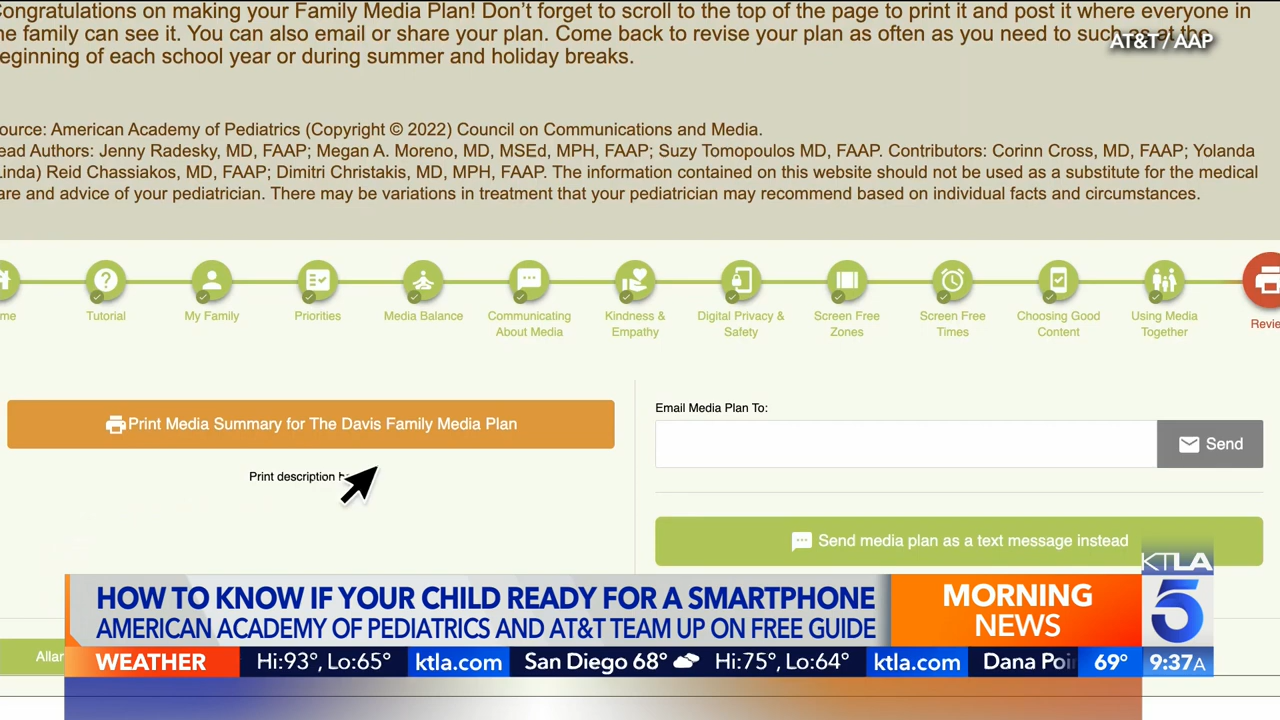 Congratulations on making your Family Media Plan! Don't forget to scroll to the top of the page to print it and post it where everyone in
the family can see it. You can also email or share your plan. Come back to revise your plan as often as you need to such as at the
beginning of each school year or during summer and holiday breaks.
AT&T / AAP
Source: American Academy of Pediatrics (Copyright © 2022) Council on Communications and Media.
Lead Authors: Jenny Radesky, MD, FAAP; Megan A. Moreno, MD, MSEd, MPH, FAAP; Suzy Tomopoulos MD, FAAP. Contributors: Corinn Cross, MD, FAAP; Yolanda
(Linda) Reid Chassiakos, MD, FAAP; Dimitri Christakis, MD, MPH, FAAP. The information contained on this website should not be used as a substitute for the medical
care and advice of your pediatrician. There may be variations in treatment that your pediatrician may recommend based on individual facts and circumstances.
me
Tutorial
My Family
Priorities
Media Balance
Communicating
About Media
Kindness &
Empathy
Digital Privacy &
Safety
Screen Free
Zones
Screen Free
Times
Choosing Good
Content
Using Media
Together
Revie
Print Media Summary for The Davis Family Media Plan
Print description
Email Media Plan To:
Send
Send media plan as a text message instead
Allar
HOW TO KNOW IF YOUR CHILD READY FOR A SMARTPHONE
AMERICAN ACADEMY OF PEDIATRICS AND AT&T TEAM UP ON FREE GUIDE
MORNING
NEWS
KTLA
5
WEATHER
Hi:93°, Lo:65°
ktla.com
San Diego 68°
Hi:75°, Lo:64°
ktla.com
Dana Poi
69°
9:37A